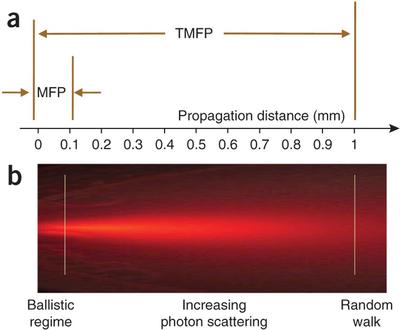 a
TMFP
MFP
Propagation distance (mm)
0 0.1 0.2 0.3 0.4 0.5 0.6 0.7 0.8 0.9 1
b
Ballistic
regime
Increasing
photon scattering
Random
walk